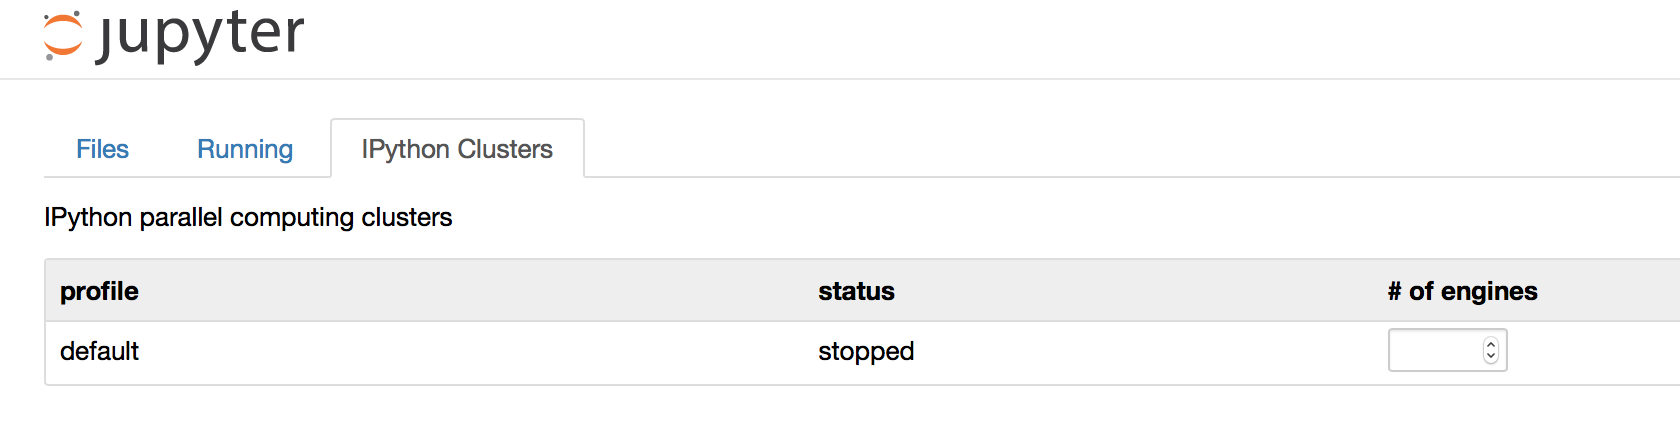 jupyter
Files Running IPython Clusters
IPython parallel computing clusters
profile status # of engines
default stopped